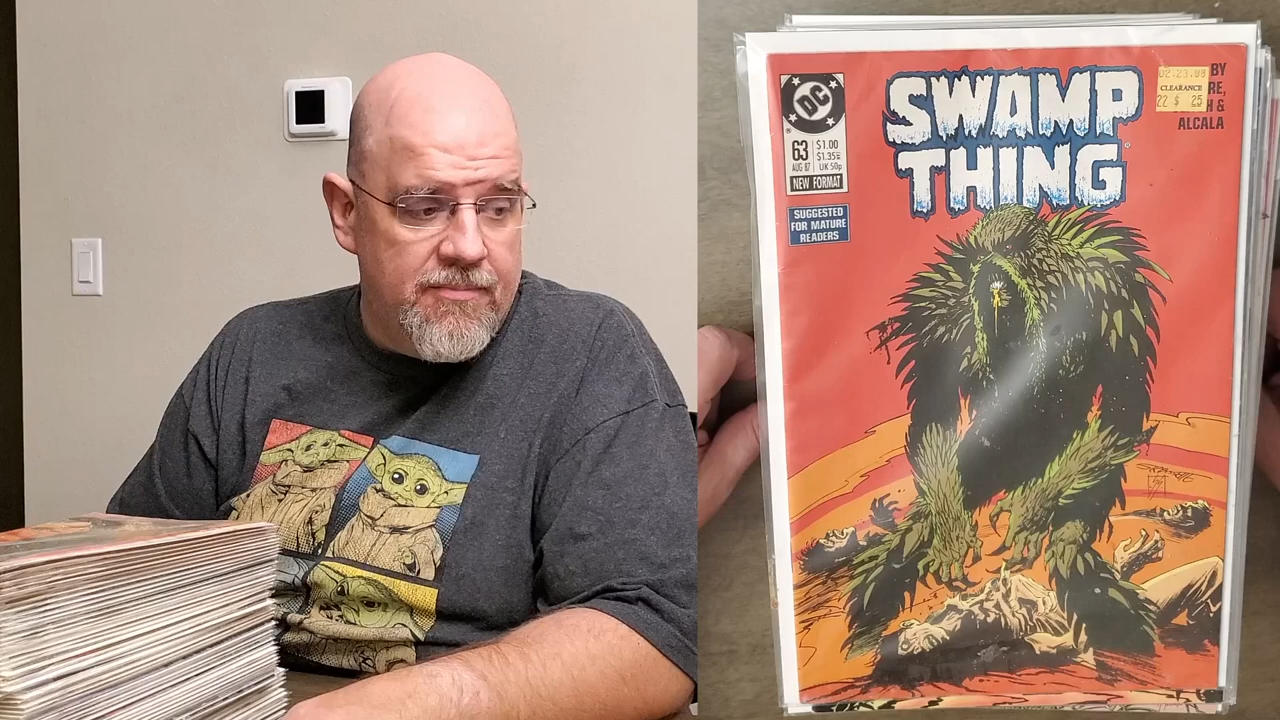 DC
63
AUG 87
$1.00
$1.35
UK 50p
NEW FORMAT
SUGGESTED
FOR MATURE
READERS
SWAMP
THING
02.23.08
CLEARANCE
22 $ 25
BY
RE,
H &
ALCALA